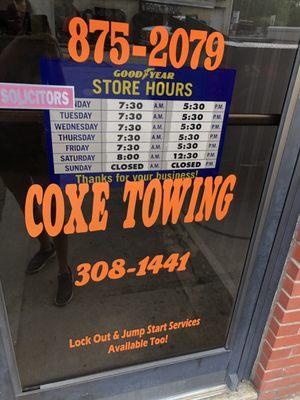 875-2079
GOODYEAR
STORE HOURS
SOLICITORS
NDAY 7:30 A.M. 5:30 P.M.
TUESDAY 7:30 A.M. 5:30 P.M.
WEDNESDAY 7:30 A.M. 5:30 P.M.
THURSDAY 7:30 A.M. 5:30 P.M.
FRIDAY 7:30 A.M. 5:30 P.M.
SATURDAY 8:00 A.M. 12:30 P.M.
SUNDAY CLOSED A.M. CLOSED P.M.
Thanks for your business!
COXE TOWING
308-1441
Lock Out & Jump Start Services
Available Too!